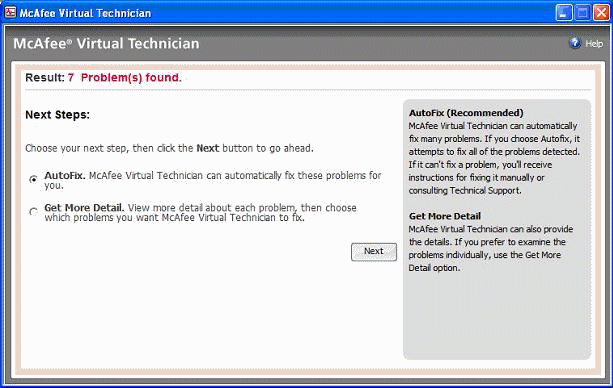 McAfee Virtual Technician
McAfee® Virtual Technician
Help
Result: 7 Problem(s) found.
Next Steps:
Choose your next step, then click the Next button to go ahead.
AutoFix. McAfee Virtual Technician can automatically fix these problems for
you.
Get More Detail. View more detail about each problem, then choose
which problems you want McAfee Virtual Technician to fix.
Next
AutoFix (Recommended)
McAfee Virtual Technician can automatically
fix many problems. If you choose Autofix, it
attempts to fix all of the problems detected.
If it can't fix a problem, you'll receive
instructions for fixing it manually or
consulting Technical Support.
Get More Detail
McAfee Virtual Technician can also provide
the details. If you prefer to examine the
problems individually, use the Get More
Detail option.